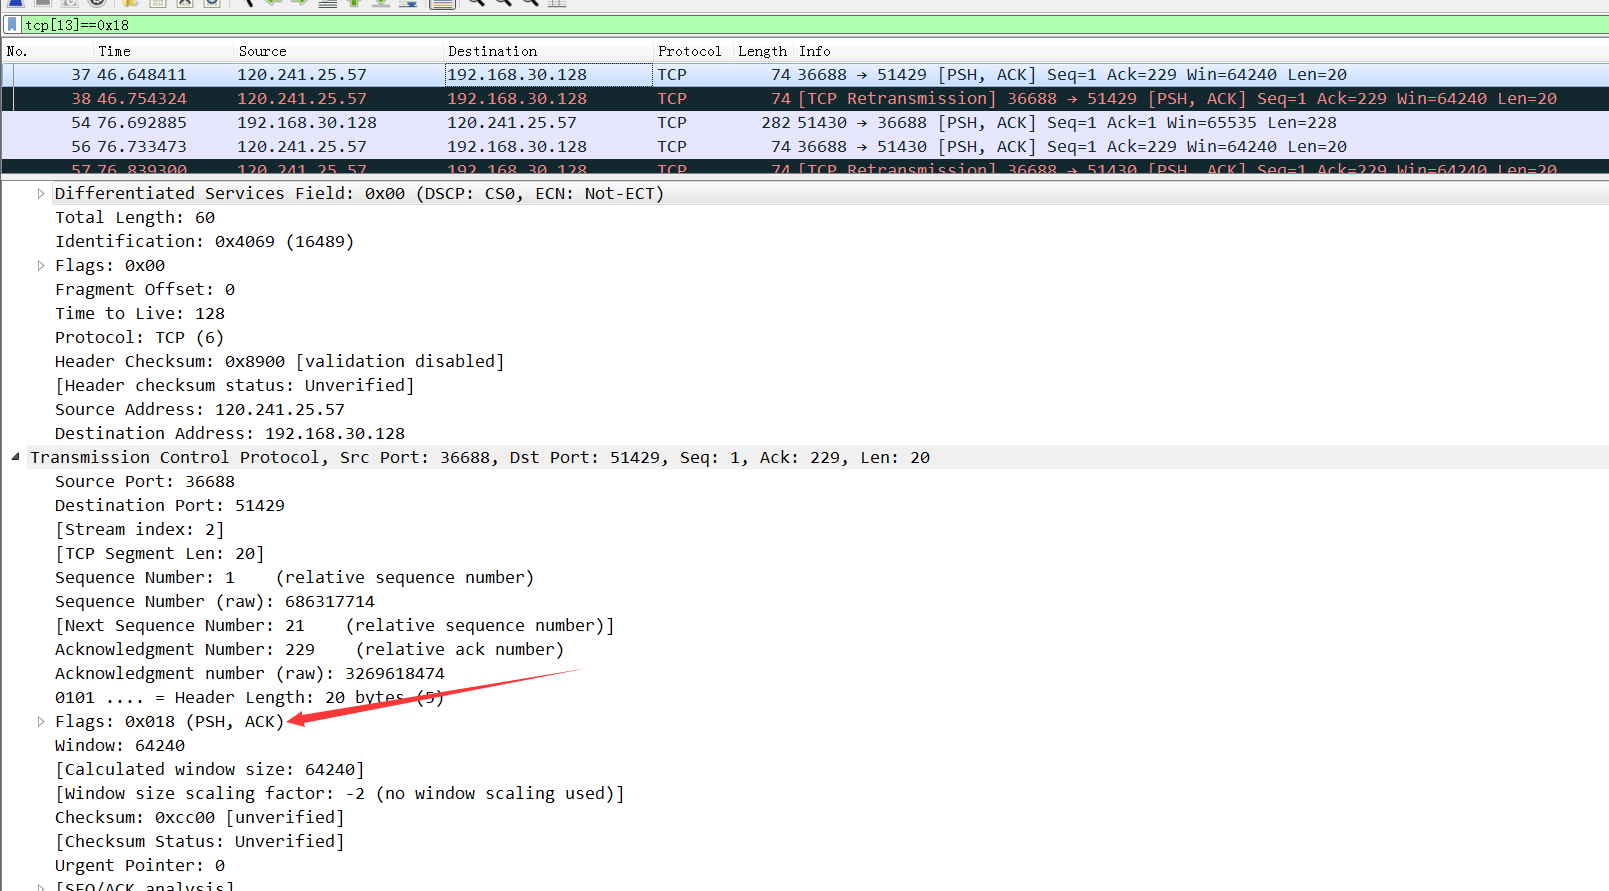 tcp[13]==0x18
No. Time Source Destination Protocol Length Info
37 46.648411 120.241.25.57 192.168.30.128 TCP 74 36688 → 51429 [PSH, ACK] Seq=1 Ack=229 Win=64240 Len=20
38 46.754324 120.241.25.57 192.168.30.128 TCP 74 [TCP Retransmission] 36688 → 51429 [PSH, ACK] Seq=1 Ack=229 Win=64240 Len=20
54 76.692885 192.168.30.128 120.241.25.57 TCP 282 51430 → 36688 [PSH, ACK] Seq=1 Ack=1 Win=65535 Len=228
56 76.733473 120.241.25.57 192.168.30.128 TCP 74 36688 → 51430 [PSH, ACK] Seq=1 Ack=229 Win=64240 Len=20
57 76.839300 120.241.25.57 192.168.30.128 TCP 74 [TCP Retransmission] 36688 → 51430 [PSH, ACK] Seq=1 Ack=229 Win=64240 Len=20
Differentiated Services Field: 0x00 (DSCP: CS0, ECN: Not-ECT)
Total Length: 60
Identification: 0x4069 (16489)
Flags: 0x00
Fragment Offset: 0
Time to Live: 128
Protocol: TCP (6)
Header Checksum: 0x8900 [validation disabled]
[Header checksum status: Unverified]
Source Address: 120.241.25.57
Destination Address: 192.168.30.128
Transmission Control Protocol, Src Port: 36688, Dst Port: 51429, Seq: 1, Ack: 229, Len: 20
Source Port: 36688
Destination Port: 51429
[Stream index: 2]
[TCP Segment Len: 20]
Sequence Number: 1    (relative sequence number)
Sequence Number (raw): 686317714
[Next Sequence Number: 21    (relative sequence number)]
Acknowledgment Number: 229    (relative ack number)
Acknowledgment number (raw): 3269618474
0101 .... = Header Length: 20 bytes (5)
Flags: 0x018 (PSH, ACK)
Window: 64240
[Calculated window size: 64240]
[Window size scaling factor: -2 (no window scaling used)]
Checksum: 0xcc00 [unverified]
[Checksum Status: Unverified]
Urgent Pointer: 0
[SEQ/ACK analysis]